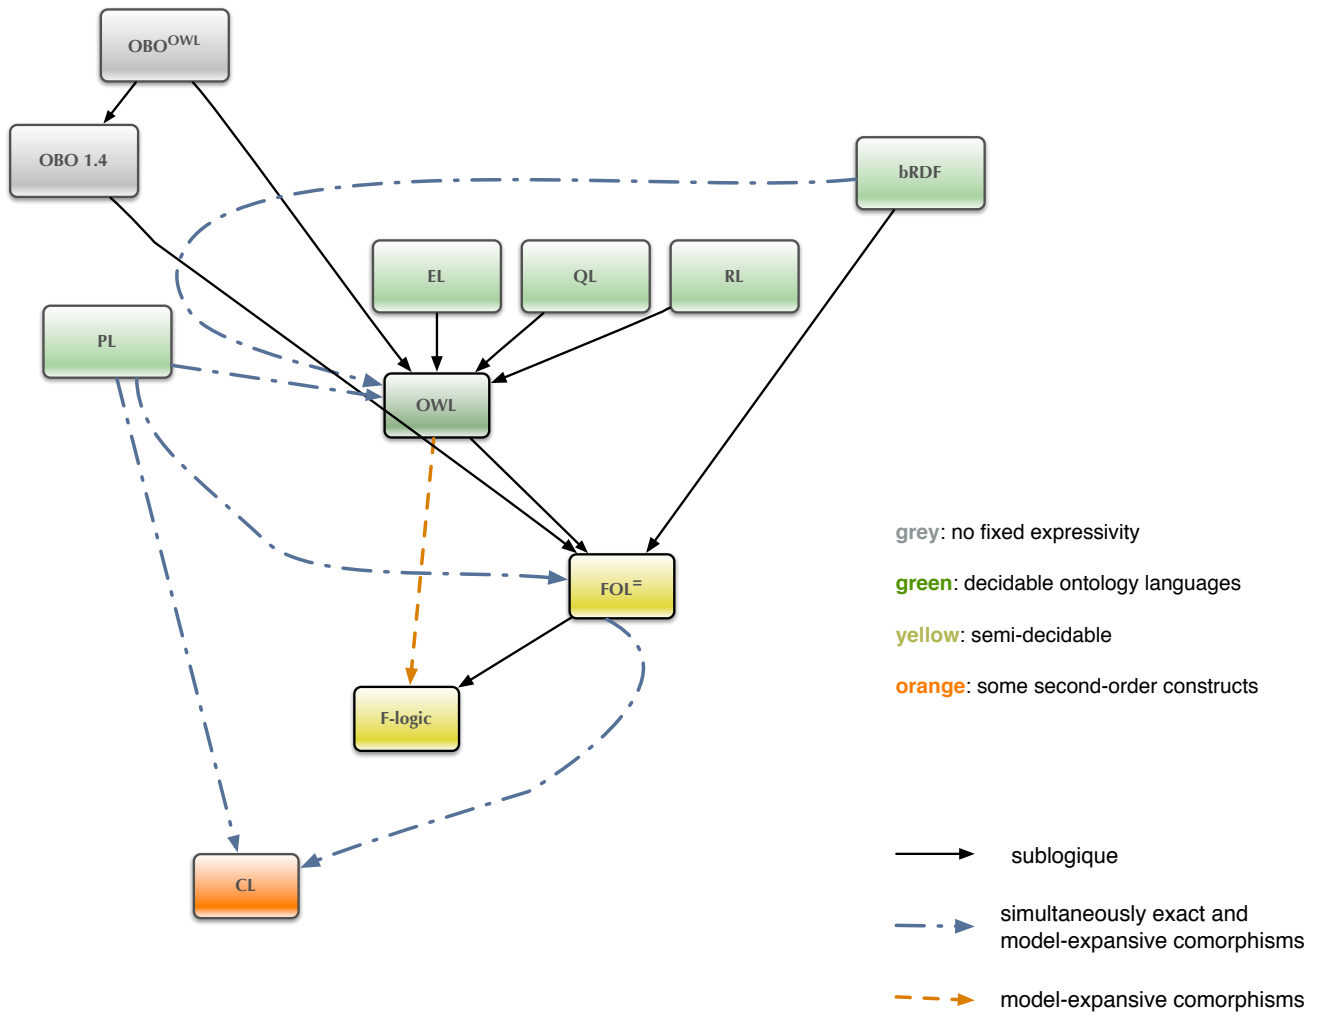 OBO^OWL
OBO 1.4
bRDF
EL
QL
RL
PL
OWL
grey: no fixed expressivity
green: decidable ontology languages
FOL^=
yellow: semi-decidable
orange: some second-order constructs
F-logic
CL
sublogique
simultaneously exact and
model-expansive comorphisms
model-expansive comorphisms